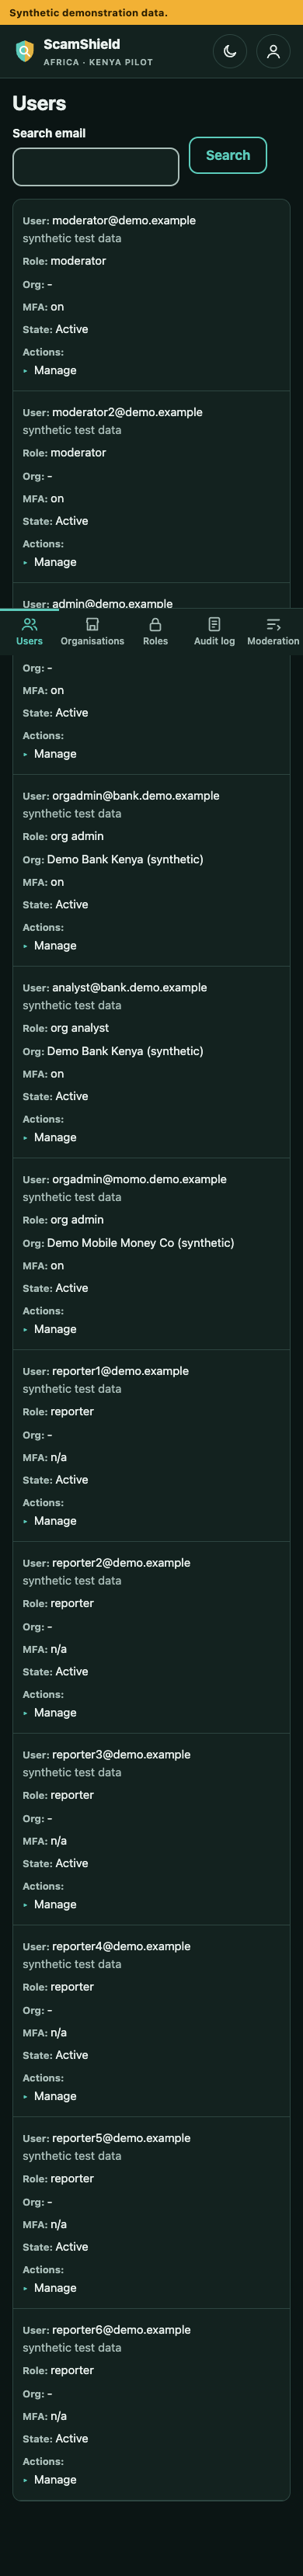 Synthetic demonstration data.
ScamShield
AFRICA · KENYA PILOT
Users
Search email
Search
User: moderator@demo.example
synthetic test data
Role: moderator
Org: –
MFA: on
State: Active
Actions:
▸ Manage
User: moderator2@demo.example
synthetic test data
Role: moderator
Org: –
MFA: on
State: Active
Actions:
▸ Manage
User: admin@demo.example
Users
Organisations
Roles
Audit log
Moderation
Org: –
MFA: on
State: Active
Actions:
▸ Manage
User: orgadmin@bank.demo.example
synthetic test data
Role: org admin
Org: Demo Bank Kenya (synthetic)
MFA: on
State: Active
Actions:
▸ Manage
User: analyst@bank.demo.example
synthetic test data
Role: org analyst
Org: Demo Bank Kenya (synthetic)
MFA: on
State: Active
Actions:
▸ Manage
User: orgadmin@momo.demo.example
synthetic test data
Role: org admin
Org: Demo Mobile Money Co (synthetic)
MFA: on
State: Active
Actions:
▸ Manage
User: reporter1@demo.example
synthetic test data
Role: reporter
Org: –
MFA: n/a
State: Active
Actions:
▸ Manage
User: reporter2@demo.example
synthetic test data
Role: reporter
Org: –
MFA: n/a
State: Active
Actions:
▸ Manage
User: reporter3@demo.example
synthetic test data
Role: reporter
Org: –
MFA: n/a
State: Active
Actions:
▸ Manage
User: reporter4@demo.example
synthetic test data
Role: reporter
Org: –
MFA: n/a
State: Active
Actions:
▸ Manage
User: reporter5@demo.example
synthetic test data
Role: reporter
Org: –
MFA: n/a
State: Active
Actions:
▸ Manage
User: reporter6@demo.example
synthetic test data
Role: reporter
Org: –
MFA: n/a
State: Active
Actions:
▸ Manage